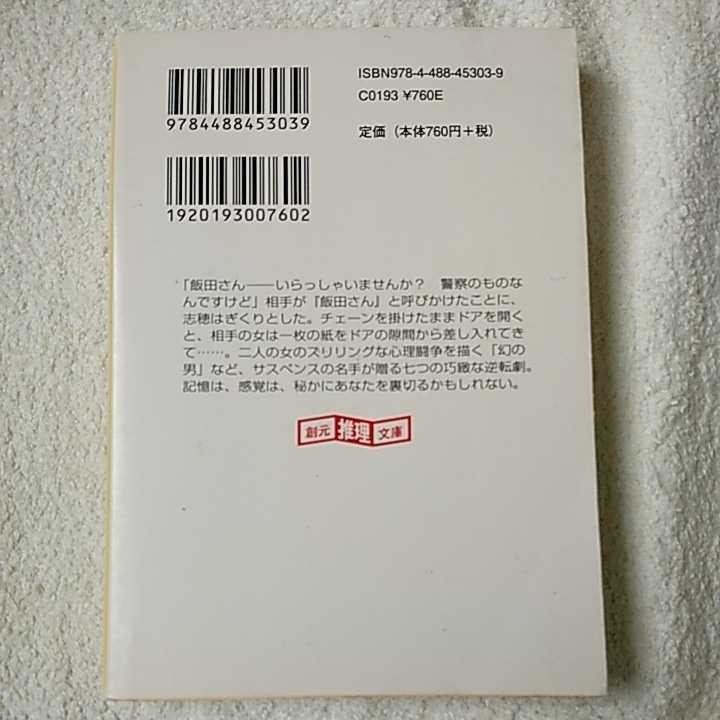 ISBN978-4-488-45303-9
C0193 ¥760E
定価（本体760円＋税）
9784488453039
1920193007602
「飯田さん――いらっしゃいませんか？　警察のものな
んですけど」相手が『飯田さん』と呼びかけたことに、
志穂はぎくりとした。チェーンを掛けたままドアを開く
と、相手の女は一枚の紙をドアの隙間から差し入れてき
て……。二人の女のスリリングな心理闘争を描く「幻の
男」など、サスペンスの名手が贈る七つの巧緻な逆転劇。
記憶は、感覚は、秘かにあなたを裏切るかもしれない。
創元推理文庫